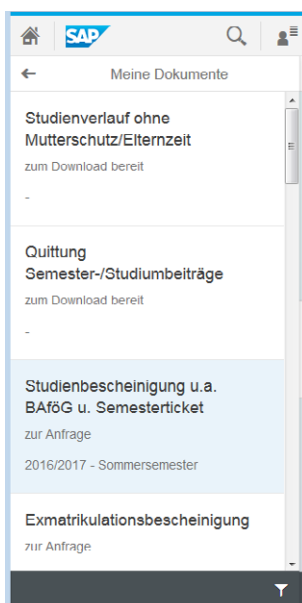 SAP
Meine Dokumente
Studienverlauf ohne
Mutterschutz/Elternzeit
zum Download bereit
-
Quittung
Semester-/Studiumbeiträge
zum Download bereit
-
Studienbescheinigung u.a.
BAföG u. Semesterticket
zur Anfrage
2016/2017 - Sommersemester
Exmatrikulationsbescheinigung
zur Anfrage